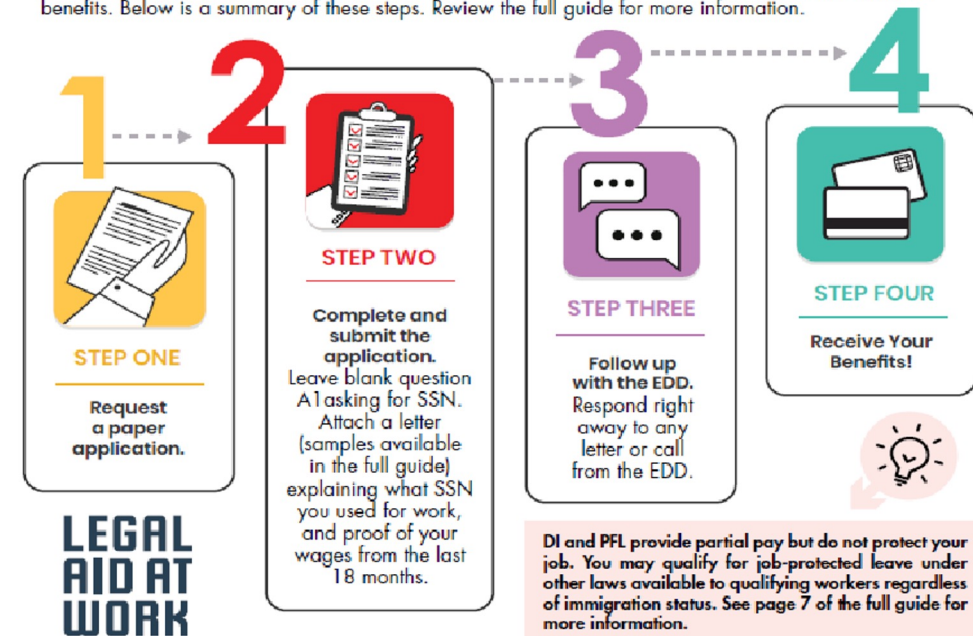 benefits. Below is a summary of these steps. Review the full guide for more information.
1
STEP ONE
Request
a paper
application.
2
STEP TWO
Complete and
submit the
application.
Leave blank question
A1asking for SSN.
Attach a letter
(samples available
in the full guide)
explaining what SSN
you used for work,
and proof of your
wages from the last
18 months.
3
STEP THREE
Follow up
with the EDD.
Respond right
away to any
letter or call
from the EDD.
4
STEP FOUR
Receive Your
Benefits!
LEGAL
AID AT
WORK
DI and PFL provide partial pay but do not protect your
job. You may qualify for job-protected leave under
other laws available to qualifying workers regardless
of immigration status. See page 7 of the full guide for
more information.